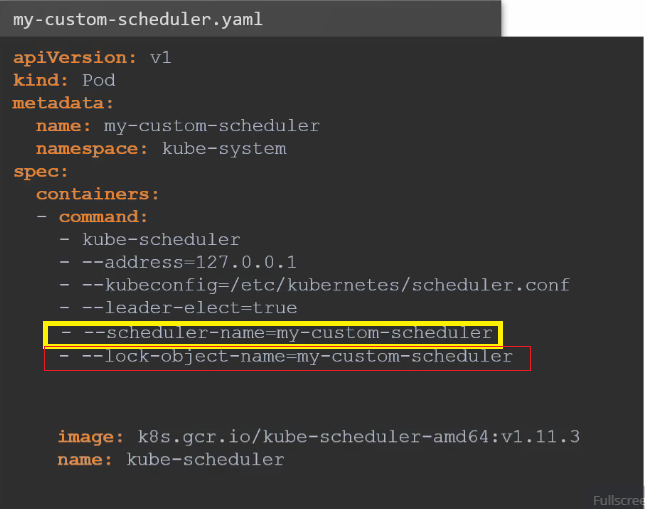 my-custom-scheduler.yaml
apiVersion: v1
kind: Pod
metadata:
  name: my-custom-scheduler
  namespace: kube-system
spec:
  containers:
  - command:
    - kube-scheduler
    - --address=127.0.0.1
    - --kubeconfig=/etc/kubernetes/scheduler.conf
    - --leader-elect=true
    - --scheduler-name=my-custom-scheduler
    - --lock-object-name=my-custom-scheduler
    image: k8s.gcr.io/kube-scheduler-amd64:v1.11.3
    name: kube-scheduler
Fullscree